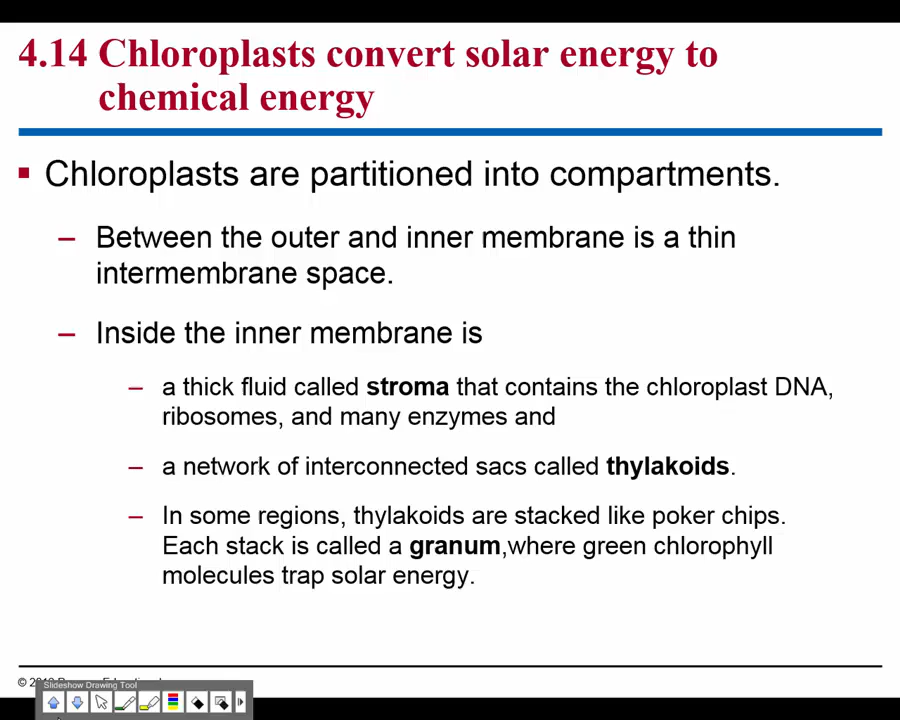 4.14 Chloroplasts convert solar energy to
chemical energy
Chloroplasts are partitioned into compartments.
– Between the outer and inner membrane is a thin
intermembrane space.
– Inside the inner membrane is
– a thick fluid called stroma that contains the chloroplast DNA,
ribosomes, and many enzymes and
– a network of interconnected sacs called thylakoids.
– In some regions, thylakoids are stacked like poker chips.
Each stack is called a granum,where green chlorophyll
molecules trap solar energy.
©
Slideshow Drawing Tool